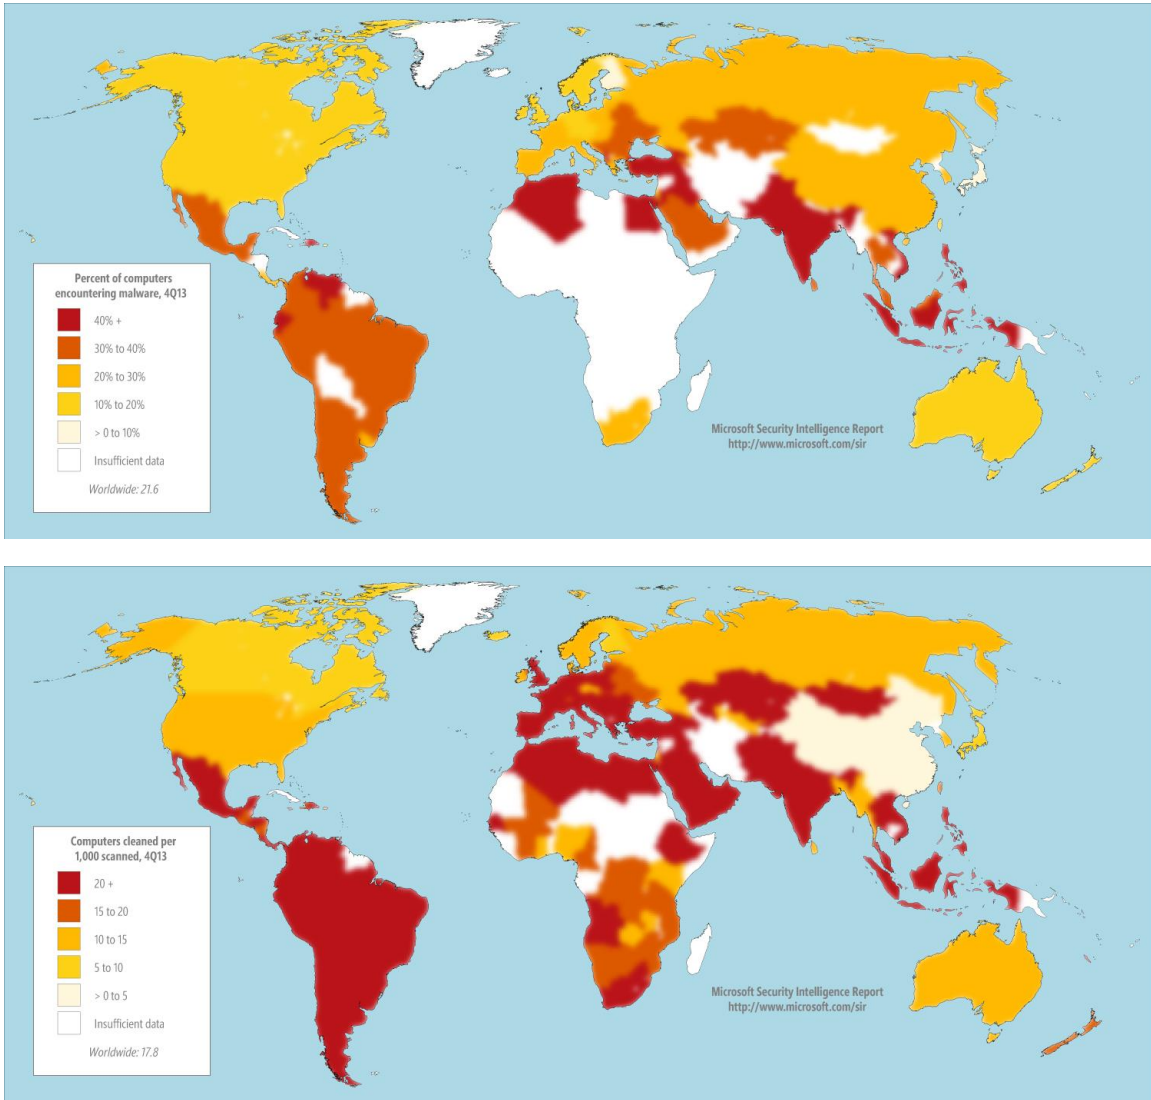 Percent of computers
encountering malware, 4Q13
40% +
30% to 40%
20% to 30%
10% to 20%
> 0 to 10%
Insufficient data
Worldwide: 21.6
Microsoft Security Intelligence Report
http://www.microsoft.com/sir
Computers cleaned per
1,000 scanned, 4Q13
20 +
15 to 20
10 to 15
5 to 10
> 0 to 5
Insufficient data
Worldwide: 17.8
Microsoft Security Intelligence Report
http://www.microsoft.com/sir